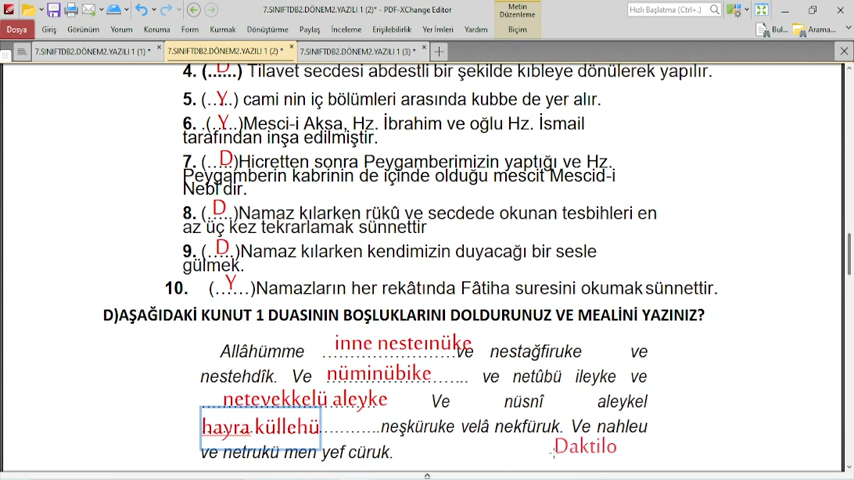 7.SINIFTDB2.DÖNEM2.YAZILI 1 (2)* - PDF-XChange Editor
Metin Düzenleme
Hızlı Başlatma (Ctrl+.)
Dosya Giriş Görünüm Yorum Koru Form Kurum Dönüştürme Paylaş İnceleme Erişilebilirlik Yer İmi Yardım Biçim
Bul... Arama...
7.SINIFTDB2.DÖNEM2.YAZILI 1 (1) * 7.SINIFTDB2.DÖNEM2.YAZILI 1 (2) * 7.SINIFTDB2.DÖNEM2.YAZILI 1 (3) *
4. (..D...) Tilavet secdesi abdestli bir şekilde kıbleye dönülerek yapılır.
5. (..Y..) cami nin iç bölümleri arasında kubbe de yer alır.
6. .(..Y..)Mesci-i Aksa, Hz. İbrahim ve oğlu Hz. İsmail
tarafından inşa edilmiştir.
7. (..D..)Hicretten sonra Peygamberimizin yaptığı ve Hz.
Peygamberin kabrinin de içinde olduğu mescit Mescid-i
Nebî'dir.
8. (..D..)Namaz kılarken rükû ve secdede okunan tesbihleri en
az üç kez tekrarlamak sünnettir
9. (..D..)Namaz kılarken kendimizin duyacağı bir sesle
gülmek.
10. (..Y...)Namazların her rekâtında Fâtiha suresini okumak sünnettir.
D)AŞAĞIDAKİ KUNUT 1 DUASININ BOŞLUKLARINI DOLDURUNUZ VE MEALİNİ YAZINIZ?
Allâhümme inne nesteınüke ve nestağfiruke ve
nestehdîk. Ve nüminübike ve netûbü ileyke ve
netevekkelü aleyke Ve nüsnî aleykel
hayra küllehü neşküruke velâ nekfüruk. Ve nahleu
ve netrukü men yef cüruk.
Daktilo